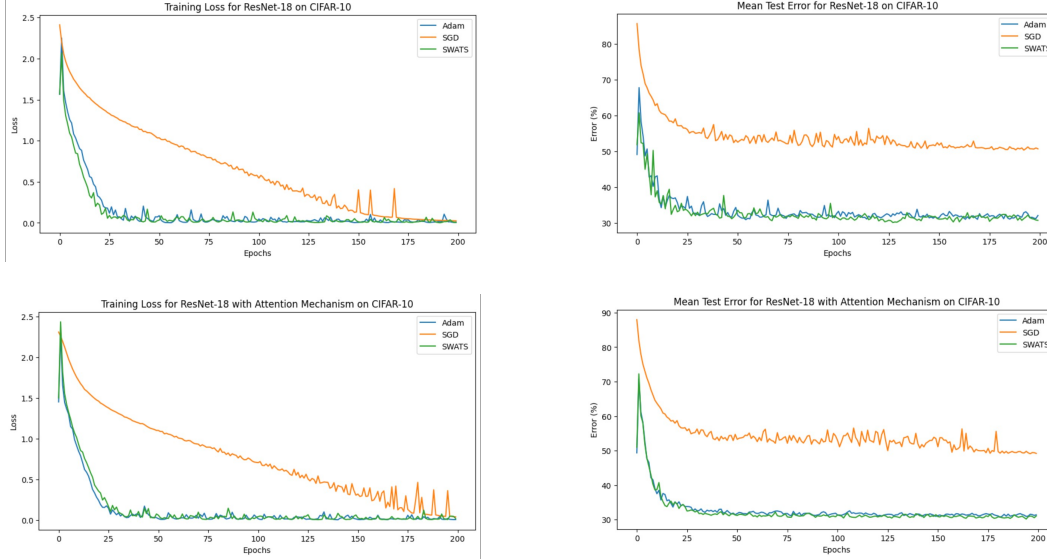 Training Loss for ResNet-18 on CIFAR-10
2.5
2.0
1.5
1.0
0.5
0.0
Loss
0 25 50 75 100 125 150 175 200
Epochs
Adam
SGD
SWATS
Mean Test Error for ResNet-18 on CIFAR-10
80
70
60
50
40
30
Error (%)
0 25 50 75 100 125 150 175 200
Epochs
Adam
SGD
SWATS
Training Loss for ResNet-18 with Attention Mechanism on CIFAR-10
2.5
2.0
1.5
1.0
0.5
0.0
Loss
0 25 50 75 100 125 150 175 200
Epochs
Adam
SGD
SWATS
Mean Test Error for ResNet-18 with Attention Mechanism on CIFAR-10
90
80
70
60
50
40
30
Error (%)
0 25 50 75 100 125 150 175 200
Epochs
Adam
SGD
SWATS